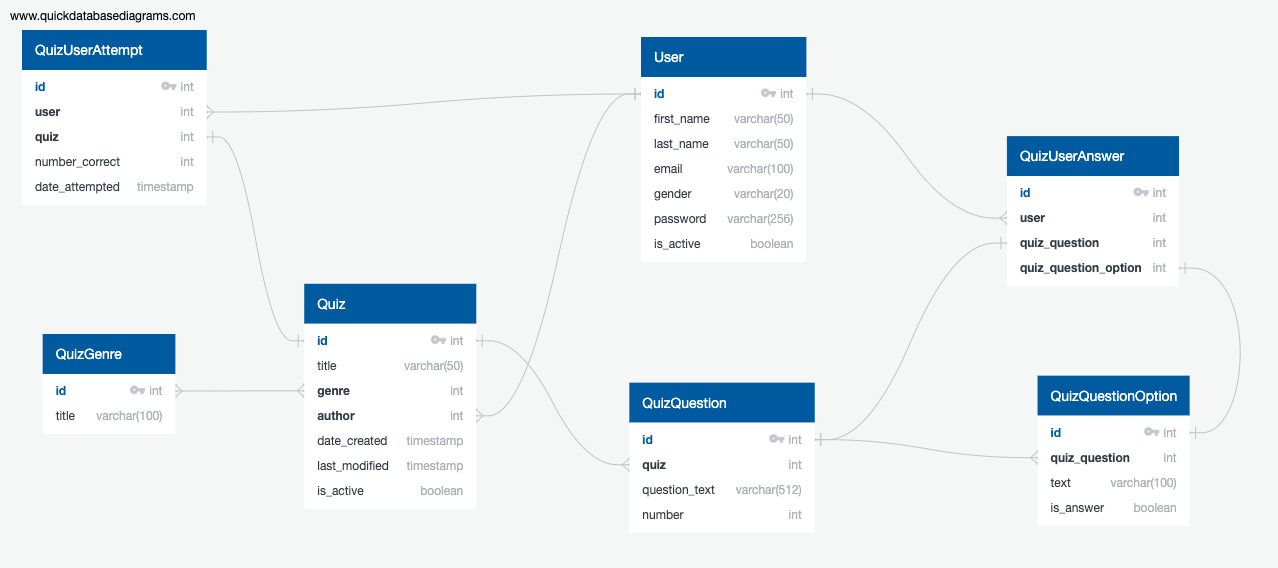 www.quickdatabasediagrams.com
QuizUserAttempt
id int
user int
quiz int
number_correct int
date_attempted timestamp
User
id int
first_name varchar(50)
last_name varchar(50)
email varchar(100)
gender varchar(20)
password varchar(256)
is_active boolean
QuizUserAnswer
id int
user int
quiz_question int
quiz_question_option int
Quiz
id int
title varchar(50)
genre int
author int
date_created timestamp
last_modified timestamp
is_active boolean
QuizGenre
id int
title varchar(100)
QuizQuestion
id int
quiz int
question_text varchar(512)
number int
QuizQuestionOption
id int
quiz_question int
text varchar(100)
is_answer boolean